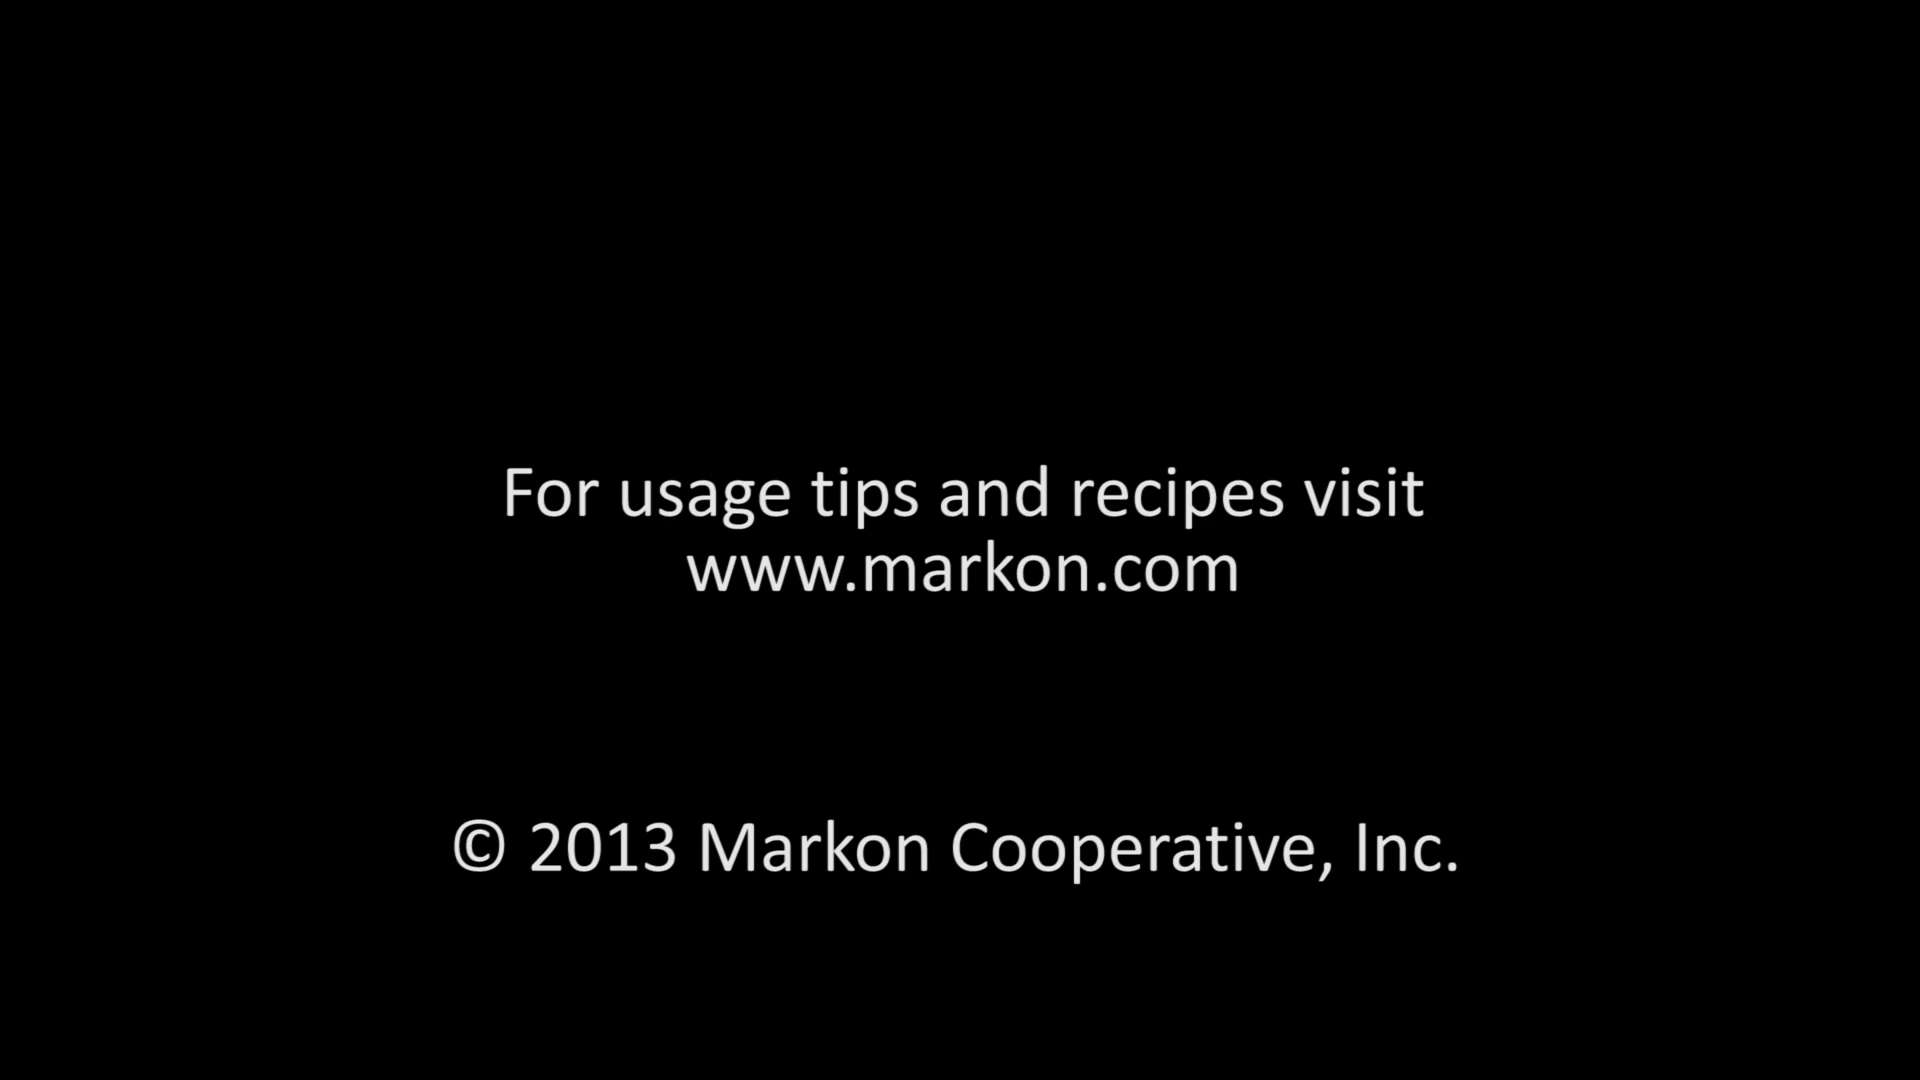 For usage tips and recipes visit
www.markon.com
© 2013 Markon Cooperative, Inc.